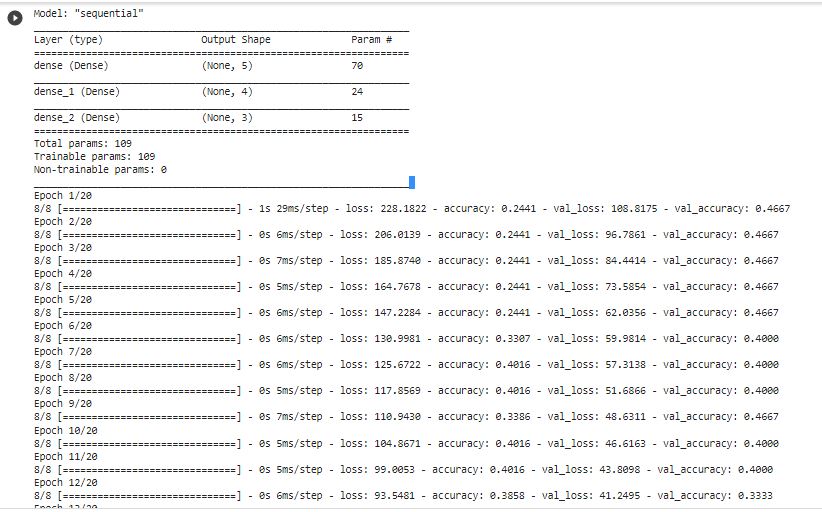 Model: "sequential"
_________________________________________________________________
Layer (type) Output Shape Param #
=================================================================
dense (Dense) (None, 5) 70
_________________________________________________________________
dense_1 (Dense) (None, 4) 24
_________________________________________________________________
dense_2 (Dense) (None, 3) 15
=================================================================
Total params: 109
Trainable params: 109
Non-trainable params: 0
_________________________________________________________________
Epoch 1/20
8/8 [==============================] - 1s 29ms/step - loss: 228.1822 - accuracy: 0.2441 - val_loss: 108.8175 - val_accuracy: 0.4667
Epoch 2/20
8/8 [==============================] - 0s 6ms/step - loss: 206.0139 - accuracy: 0.2441 - val_loss: 96.7861 - val_accuracy: 0.4667
Epoch 3/20
8/8 [==============================] - 0s 7ms/step - loss: 185.8740 - accuracy: 0.2441 - val_loss: 84.4414 - val_accuracy: 0.4667
Epoch 4/20
8/8 [==============================] - 0s 5ms/step - loss: 164.7678 - accuracy: 0.2441 - val_loss: 73.5854 - val_accuracy: 0.4667
Epoch 5/20
8/8 [==============================] - 0s 6ms/step - loss: 147.2284 - accuracy: 0.2441 - val_loss: 62.0356 - val_accuracy: 0.4667
Epoch 6/20
8/8 [==============================] - 0s 6ms/step - loss: 130.9981 - accuracy: 0.3307 - val_loss: 59.9814 - val_accuracy: 0.4000
Epoch 7/20
8/8 [==============================] - 0s 6ms/step - loss: 125.6722 - accuracy: 0.4016 - val_loss: 57.3138 - val_accuracy: 0.4000
Epoch 8/20
8/8 [==============================] - 0s 5ms/step - loss: 117.8569 - accuracy: 0.4016 - val_loss: 51.6866 - val_accuracy: 0.4000
Epoch 9/20
8/8 [==============================] - 0s 7ms/step - loss: 110.9430 - accuracy: 0.3386 - val_loss: 48.6311 - val_accuracy: 0.4667
Epoch 10/20
8/8 [==============================] - 0s 5ms/step - loss: 104.8671 - accuracy: 0.4016 - val_loss: 46.6163 - val_accuracy: 0.4000
Epoch 11/20
8/8 [==============================] - 0s 5ms/step - loss: 99.0053 - accuracy: 0.4016 - val_loss: 43.8098 - val_accuracy: 0.4000
Epoch 12/20
8/8 [==============================] - 0s 6ms/step - loss: 93.5481 - accuracy: 0.3858 - val_loss: 41.2495 - val_accuracy: 0.3333